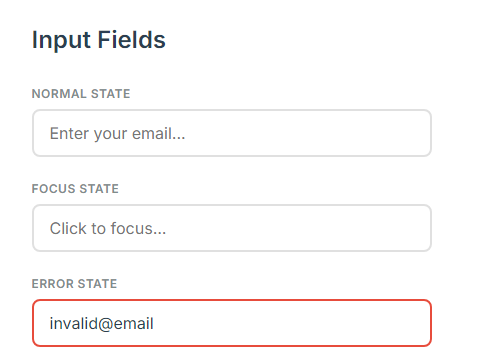 Input Fields
NORMAL STATE
Enter your email...
FOCUS STATE
Click to focus...
ERROR STATE
invalid@email